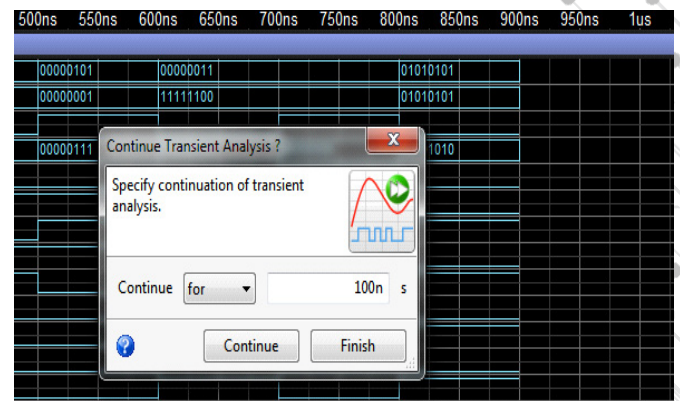 500ns 550ns 600ns 650ns 700ns 750ns 800ns 850ns 900ns 950ns 1us
00000101 00000011 01010101
00000001 11111100 01010101
Continue Transient Analysis ?
00000111 1010
Specify continuation of transient
analysis.
Continue for 100n s
Continue Finish